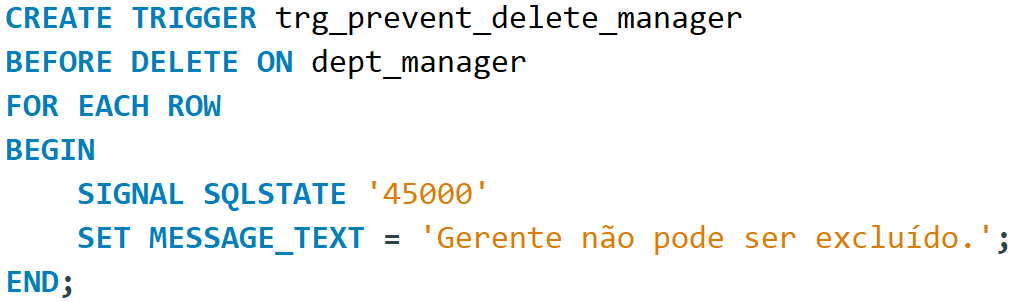 CREATE TRIGGER trg_prevent_delete_manager
BEFORE DELETE ON dept_manager
FOR EACH ROW
BEGIN
    SIGNAL SQLSTATE '45000'
    SET MESSAGE_TEXT = 'Gerente não pode ser excluído.';
END;